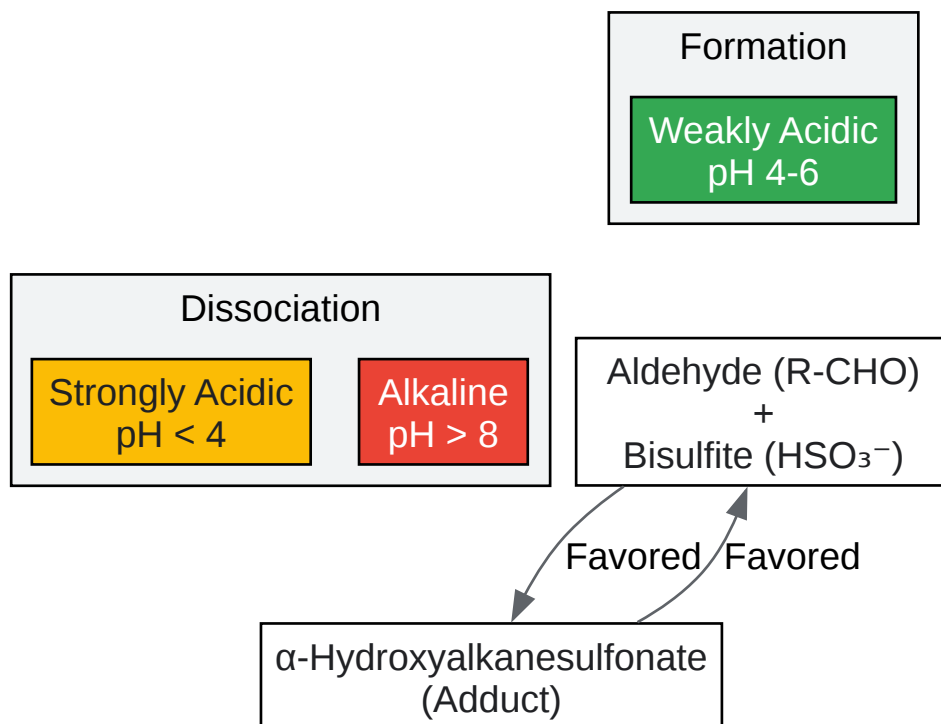 Formation
Weakly Acidic
pH 4-6
Dissociation
Strongly Acidic
pH < 4
Alkaline
pH > 8
Aldehyde (R-CHO)
+
Bisulfite (HSO₃⁻)
Favored
Favored
α-Hydroxyalkanesulfonate
(Adduct)